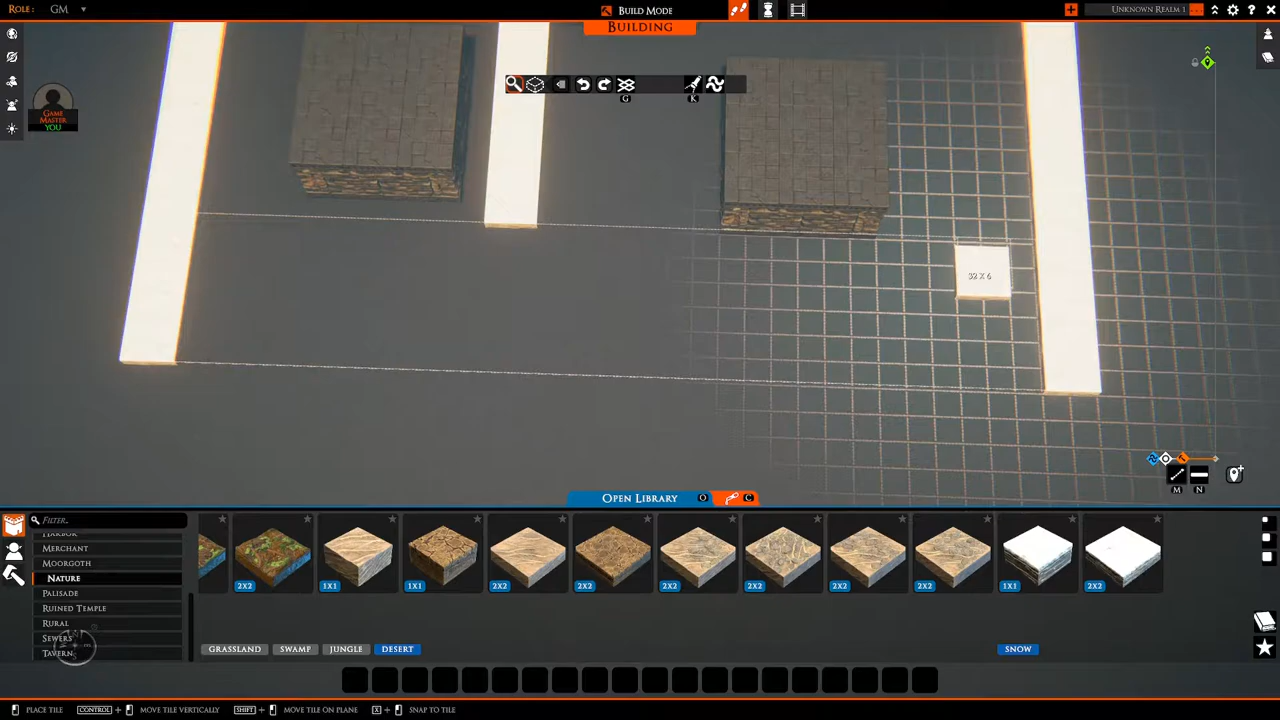 ROLE: GM
BUILD MODE
UNKNOWN REALM 1
BUILDING
GAME
MASTER
YOU
G
K
32 X 6
M
N
OPEN LIBRARY
O
C
FILTER...
HARBOR
MERCHANT
MOORGOTH
NATURE
PALISADE
RUINED TEMPLE
RURAL
SEWERS
TAVERN
2X2
1X1
1X1
2X2
2X2
2X2
2X2
2X2
2X2
1X1
2X2
GRASSLAND
SWAMP
JUNGLE
DESERT
SNOW
PLACE TILE
CONTROL + MOVE TILE VERTICALLY
SHIFT + MOVE TILE ON PLANE
X + SNAP TO TILE